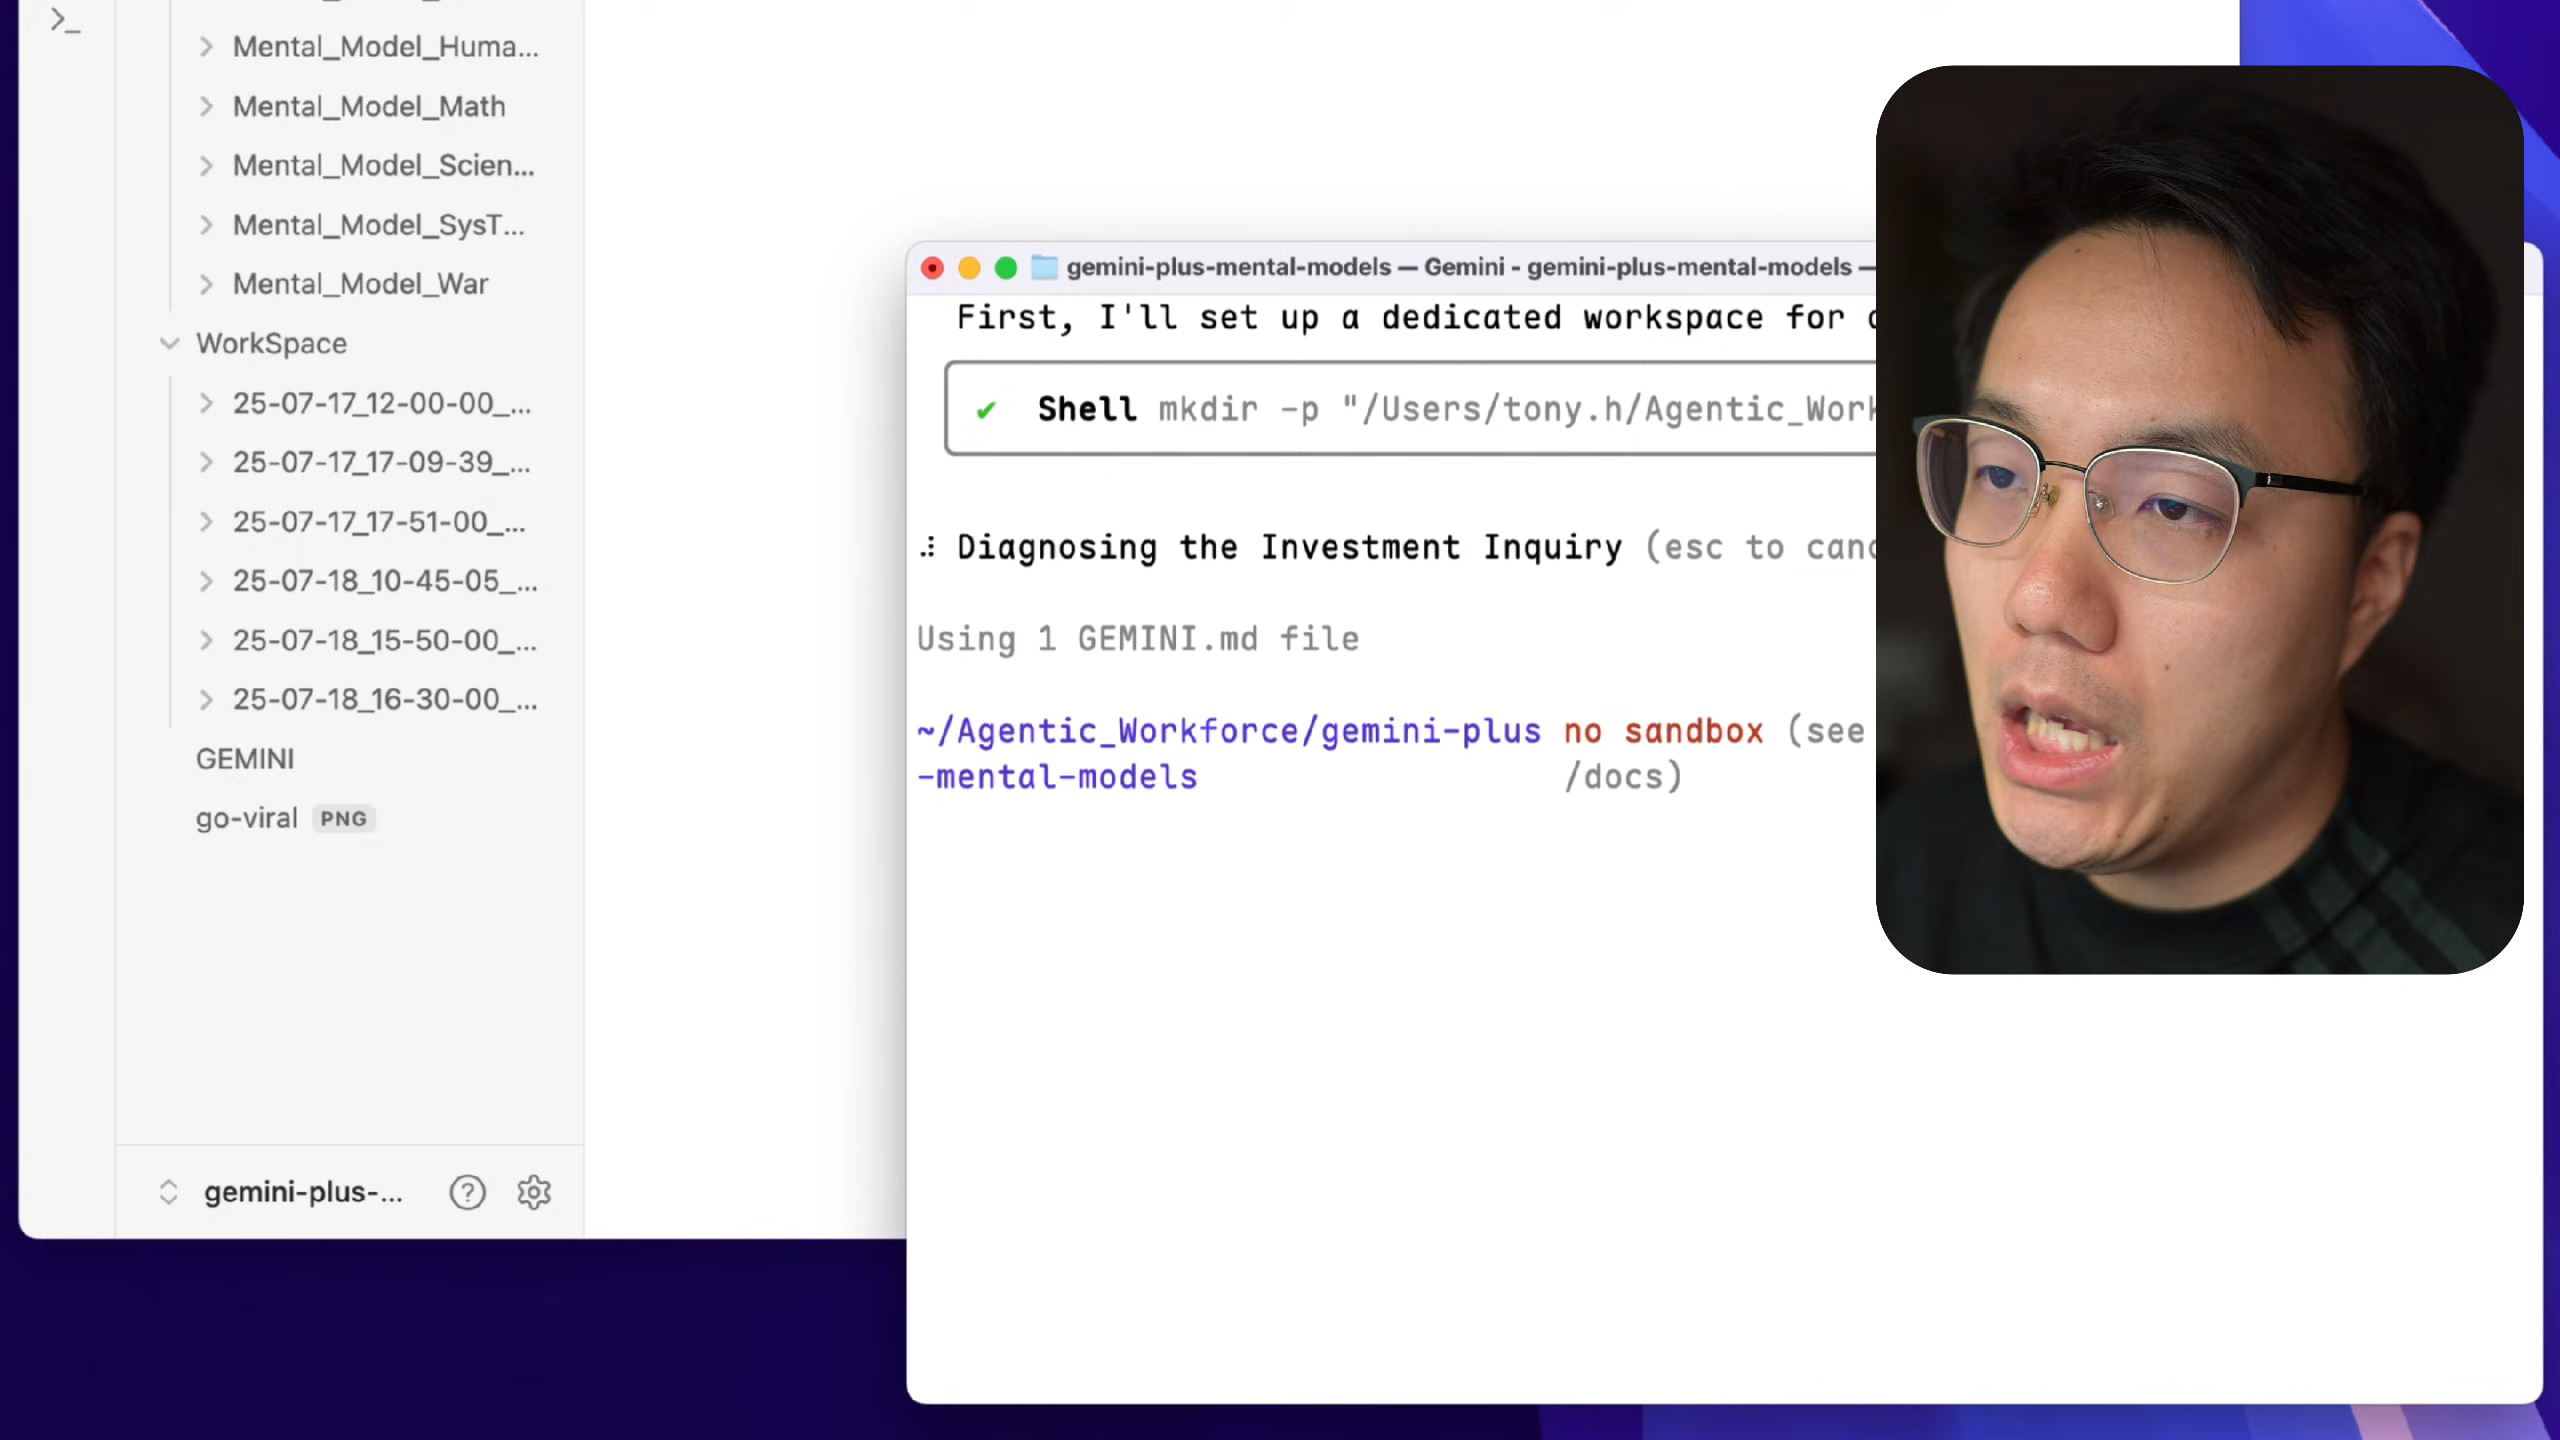 Mental_Model_Huma...
Mental_Model_Math
Mental_Model_Scien...
Mental_Model_SysT...
Mental_Model_War
WorkSpace
25-07-17_12-00-00_...
25-07-17_17-09-39_...
25-07-17_17-51-00_...
25-07-18_10-45-05_...
25-07-18_15-50-00_...
25-07-18_16-30-00_...
GEMINI
go-viral PNG
gemini-plus-...
gemini-plus-mental-models — Gemini - gemini-plus-mental-models —
First, I'll set up a dedicated workspace for
✔ Shell mkdir -p "/Users/tony.h/Agentic_Work
Diagnosing the Investment Inquiry (esc to canc
Using 1 GEMINI.md file
~/Agentic_Workforce/gemini-plus no sandbox (see
-mental-models /docs)